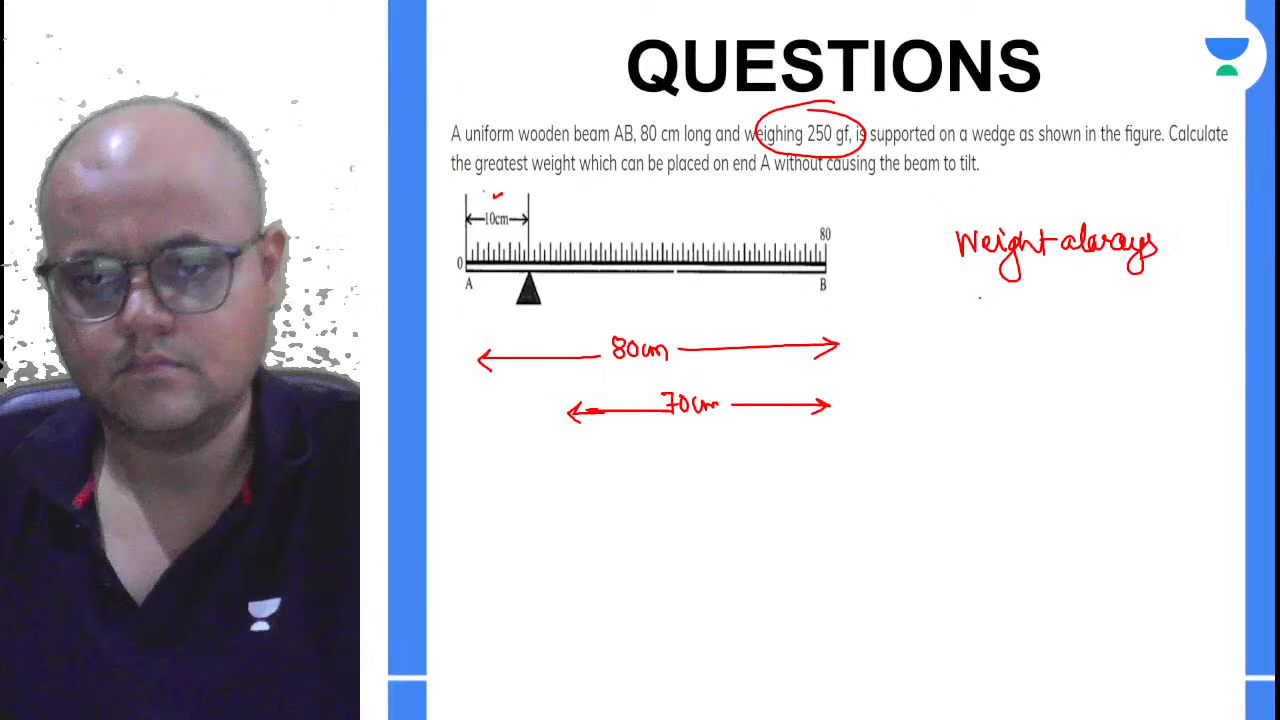 QUESTIONS
A uniform wooden beam AB, 80 cm long and weighing 250 gf, is supported on a wedge as shown in the figure. Calculate
the greatest weight which can be placed on end A without causing the beam to tilt.
10cm
80
0
A
B
Weight always
80cm
70cm